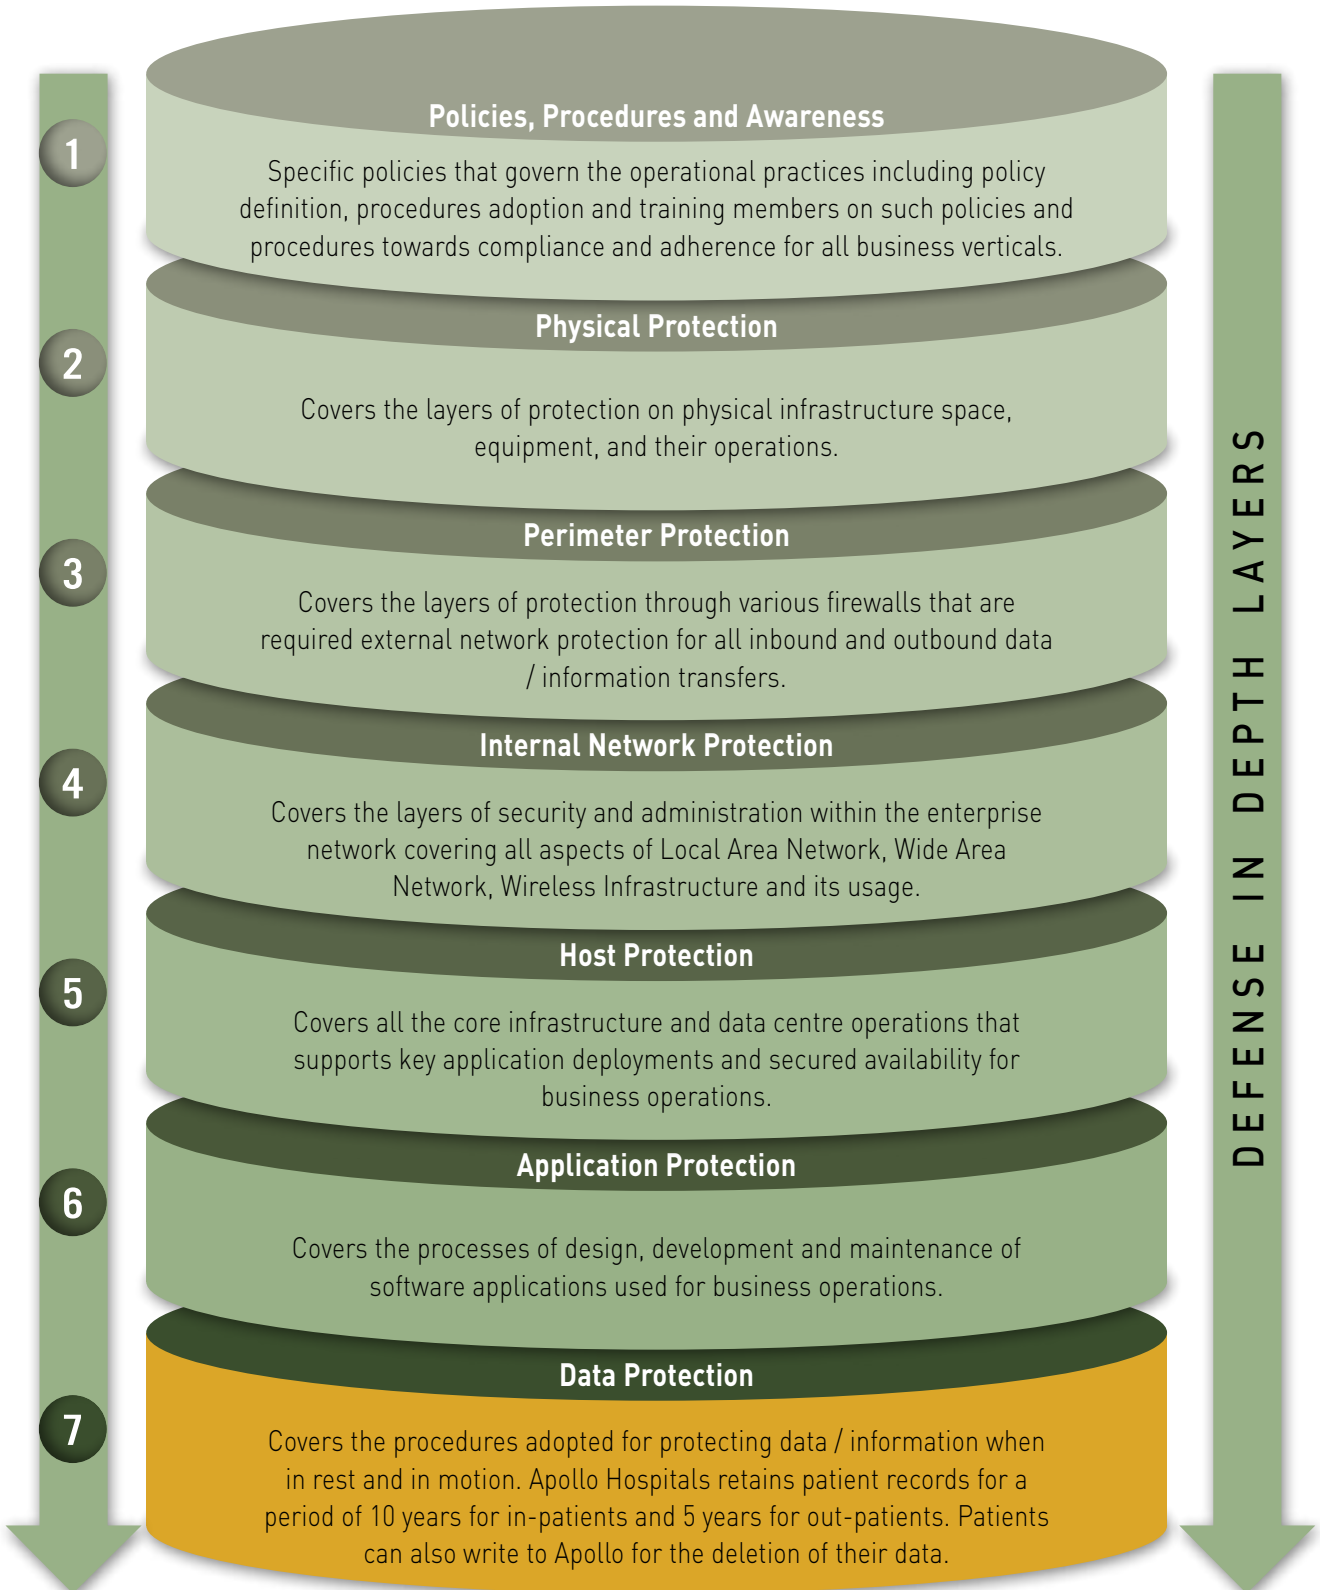 1
Policies, Procedures and Awareness
Specific policies that govern the operational practices including policy
definition, procedures adoption and training members on such policies and
procedures towards compliance and adherence for all business verticals.
2
Physical Protection
Covers the layers of protection on physical infrastructure space,
equipment, and their operations.
3
Perimeter Protection
Covers the layers of protection through various firewalls that are
required external network protection for all inbound and outbound data
/ information transfers.
4
Internal Network Protection
Covers the layers of security and administration within the enterprise
network covering all aspects of Local Area Network, Wide Area
Network, Wireless Infrastructure and its usage.
5
Host Protection
Covers all the core infrastructure and data centre operations that
supports key application deployments and secured availability for
business operations.
6
Application Protection
Covers the processes of design, development and maintenance of
software applications used for business operations.
7
Data Protection
Covers the procedures adopted for protecting data / information when
in rest and in motion. Apollo Hospitals retains patient records for a
period of 10 years for in-patients and 5 years for out-patients. Patients
can also write to Apollo for the deletion of their data.
DEFENSE IN DEPTH LAYERS